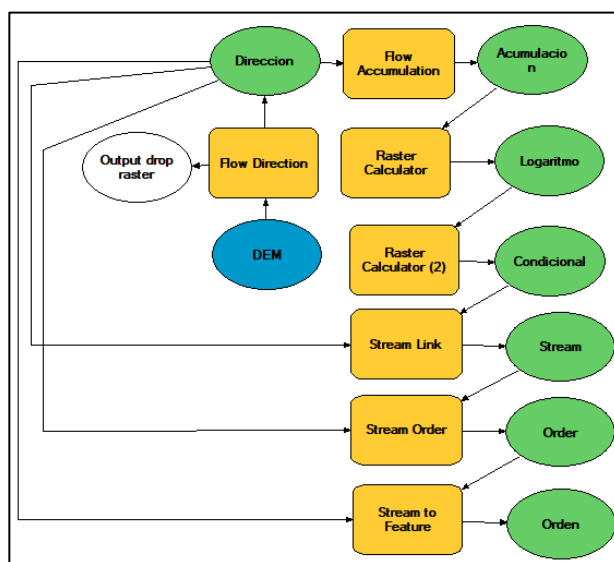 Direccion
Flow
Accumulation
Acumulacio
n
Output drop
raster
Flow Direction
Raster
Calculator
Logaritmo
DEM
Raster
Calculator (2)
Condicional
Stream Link
Stream
Stream Order
Order
Stream to
Feature
Orden